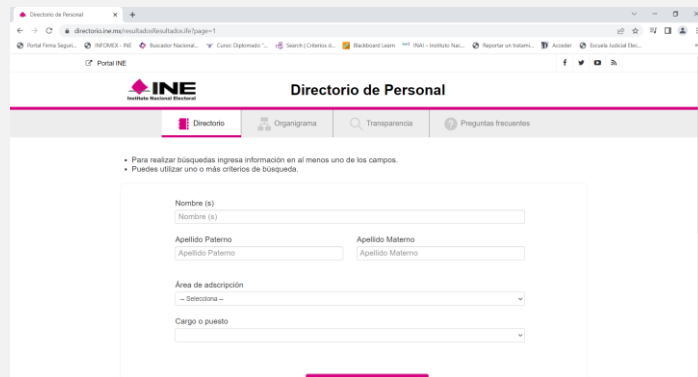 Directorio de Personal
directorio.ine.mx/resultadosResultado.ife?page=1
Portal Firma Seguri...
INFOMEX - INE
Buscador Nacional...
Curso: Diplomado "...
Search | Criterios d...
Blackboard Learn
INAI – Instituto Nac...
Reportar un tratami...
Acceder
Escuela Judicial Elec...
Portal INE
INE
Instituto Nacional Electoral
Directorio de Personal
Directorio
Organigrama
Transparencia
Preguntas frecuentes
Para realizar búsquedas ingresa información en al menos uno de los campos.
Puedes utilizar uno o más criterios de búsqueda.
Nombre (s)
Nombre (s)
Apellido Paterno
Apellido Materno
Apellido Paterno
Apellido Materno
Área de adscripción
-- Selecciona --
Cargo o puesto